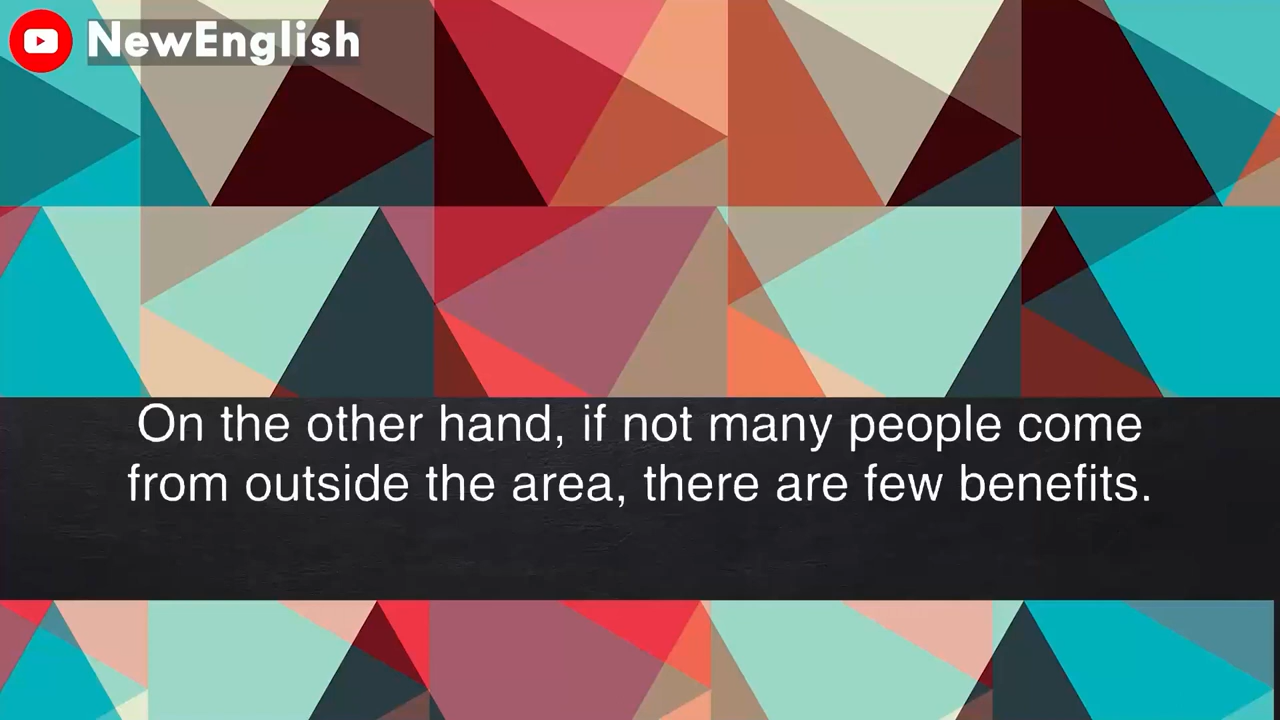 NewEnglish
On the other hand, if not many people come
from outside the area, there are few benefits.